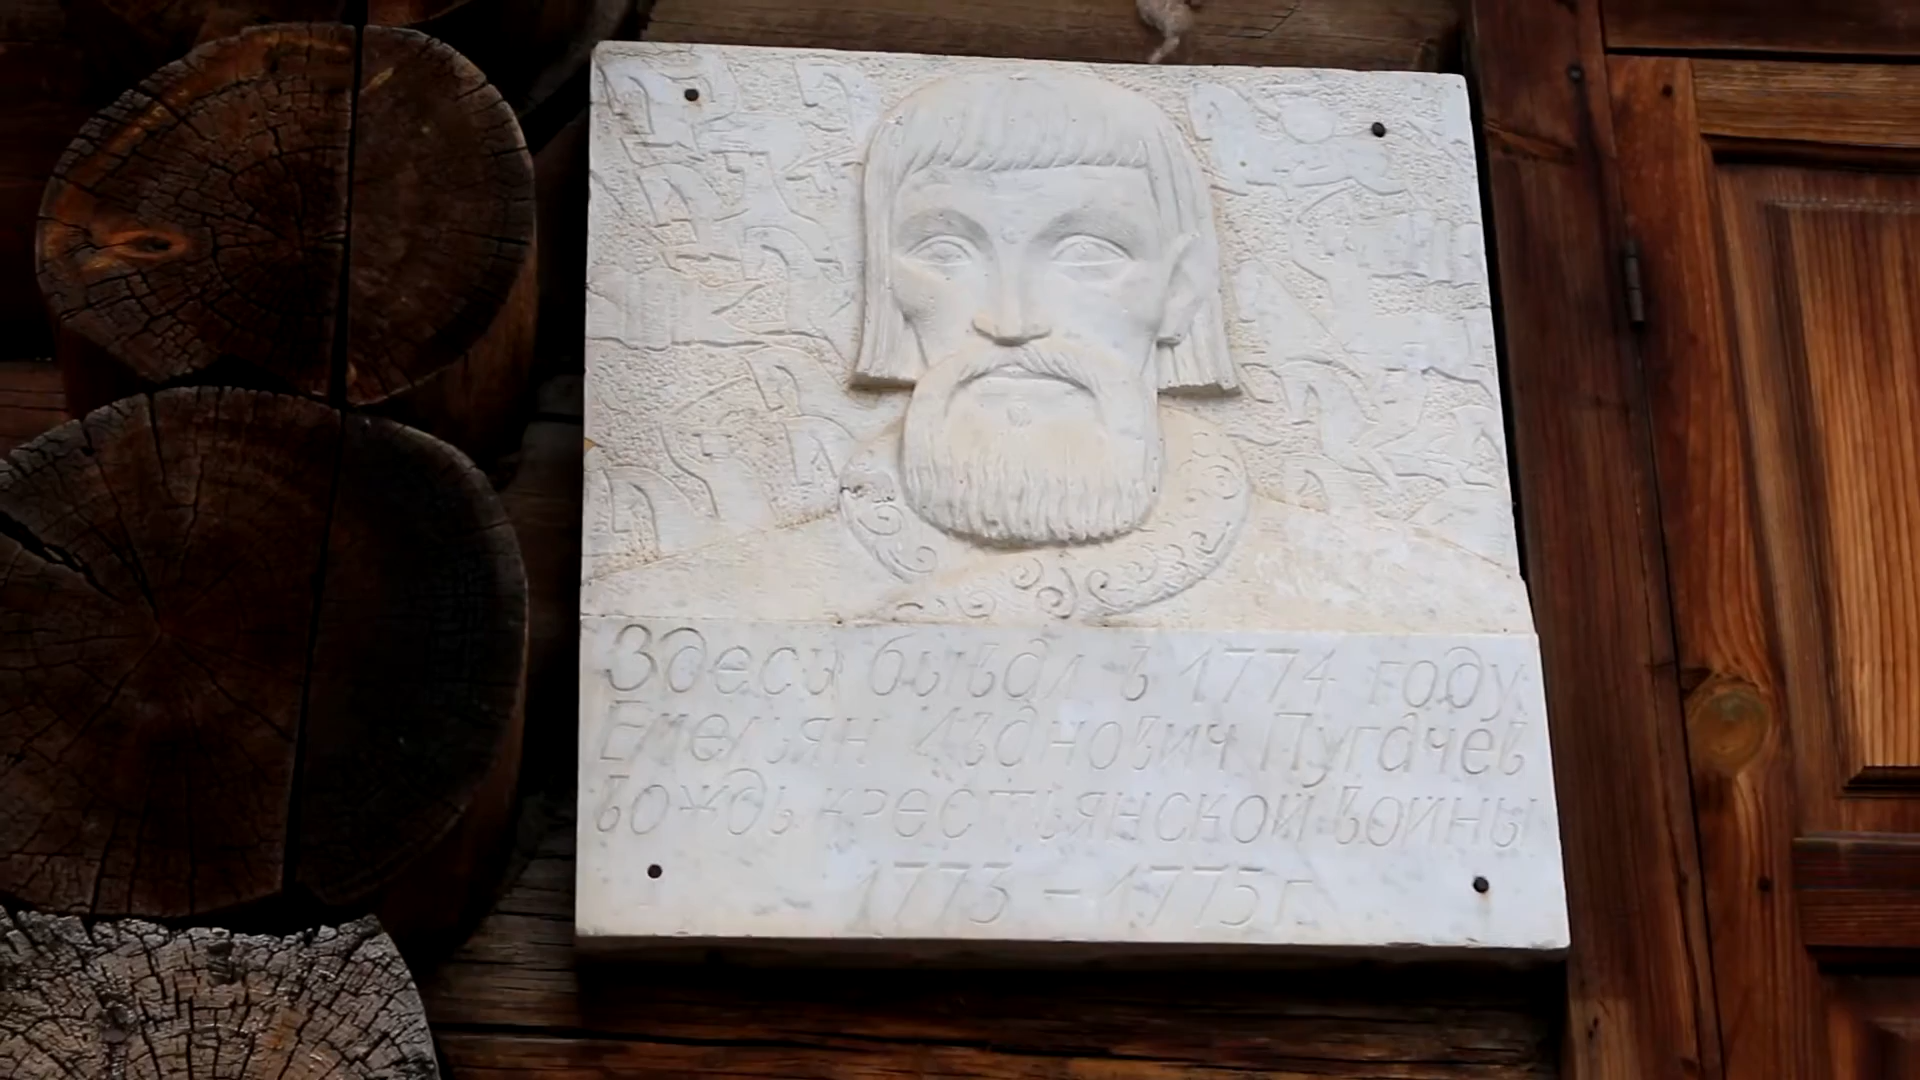 Здесь бывал в 1774 году
Емельян Иванович Пугачев
вождь крестьянской войны
1773 – 1775 г.